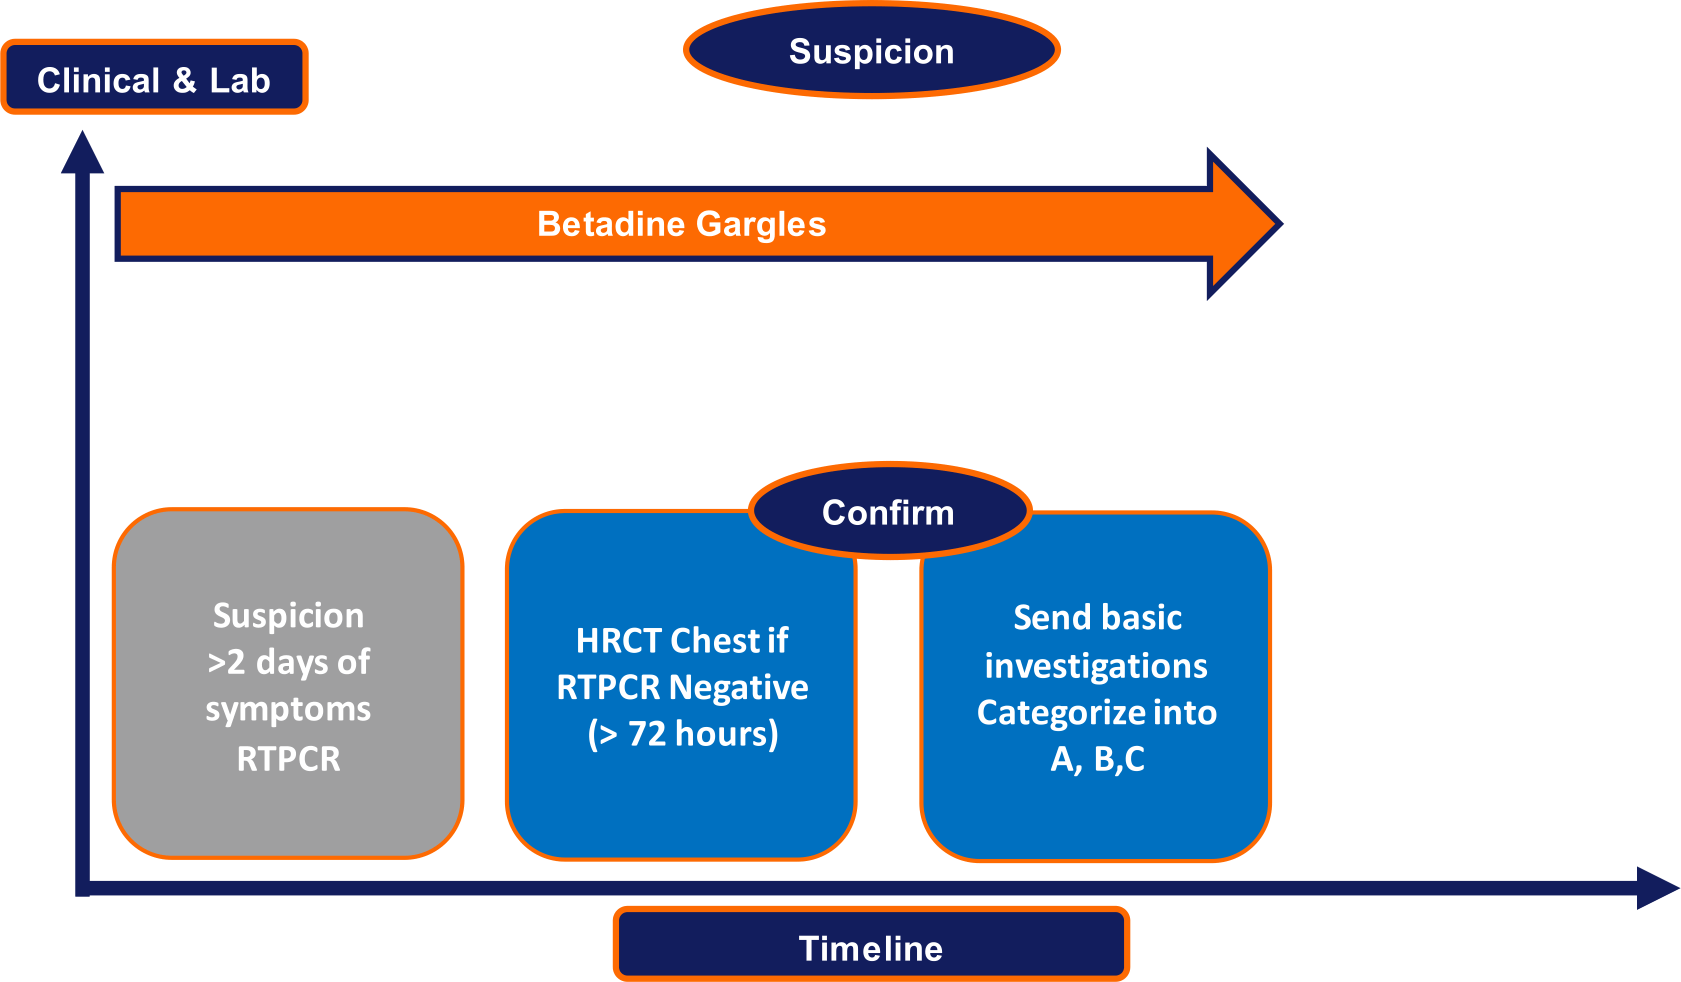 Suspicion
Clinical & Lab
Betadine Gargles
Confirm
Suspicion
>2 days of
symptoms
RTPCR
HRCT Chest if
RTPCR Negative
(> 72 hours)
Send basic
investigations
Categorize into
A, B,C
Timeline